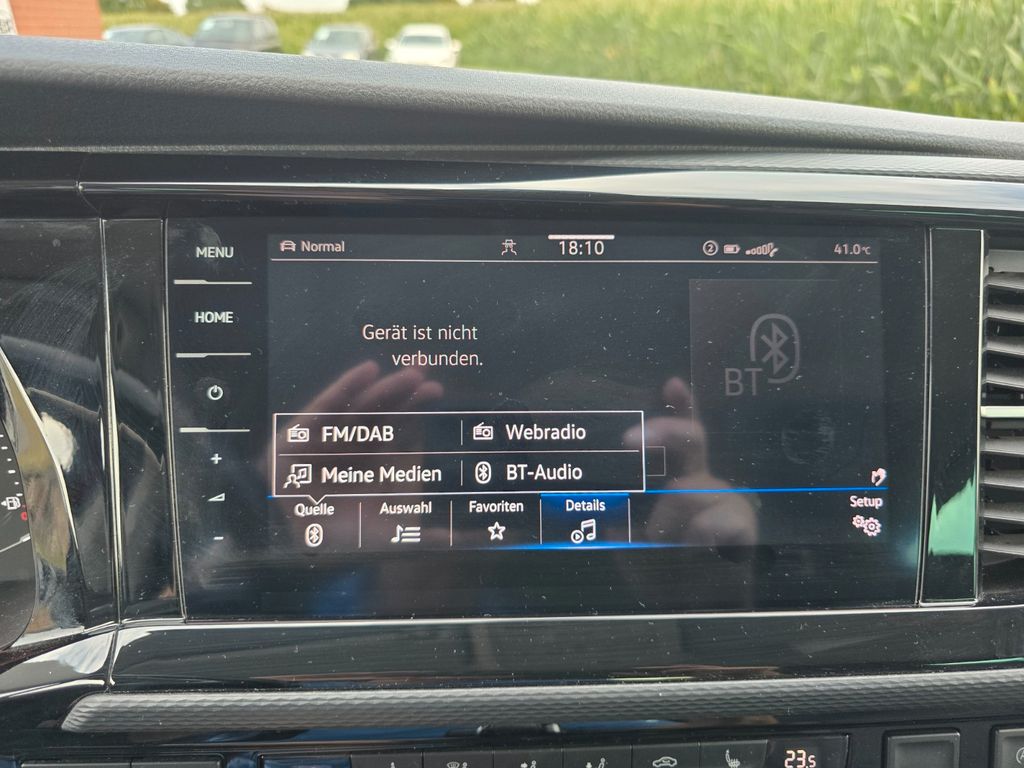 MENU
HOME
+
-
Normal
18:10
2
41.0°C
Gerät ist nicht
verbunden.
BT
FM/DAB
Webradio
Meine Medien
BT-Audio
Quelle
Auswahl
Favoriten
Details
Setup
23.5